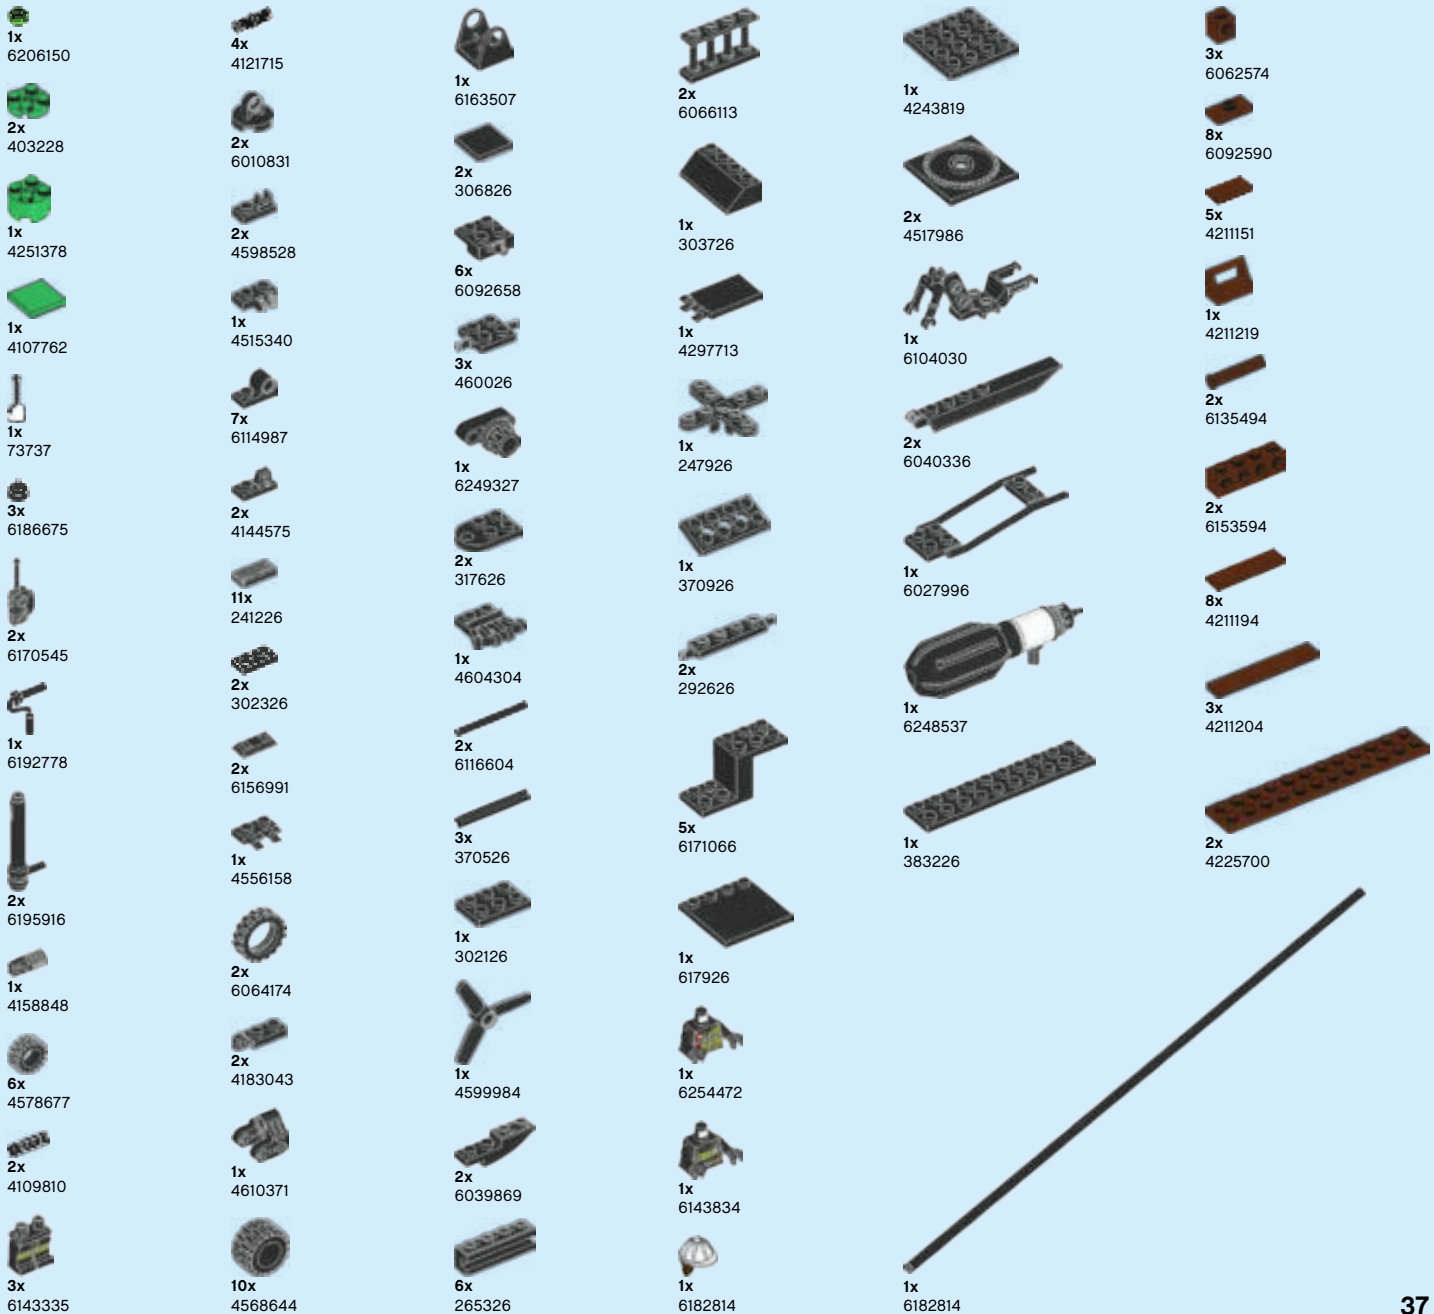 1x
6206150
2x
403228
1x
4251378
1x
4107762
1x
73737
3x
6186675
2x
6170545
1x
6192778
2x
6195916
1x
4158848
6x
4578677
2x
4109810
3x
6143335
4x
4121715
2x
6010831
2x
4598528
1x
4515340
7x
6114987
2x
4144575
11x
241226
2x
302326
2x
6156991
1x
4556158
2x
6064174
2x
4183043
1x
4610371
10x
4568644
1x
6163507
2x
306826
6x
6092658
3x
460026
1x
6249327
2x
317626
1x
4604304
2x
6116604
3x
370526
1x
302126
1x
4599984
2x
6039869
6x
265326
2x
6066113
1x
303726
1x
4297713
1x
247926
1x
370926
2x
292626
5x
6171066
1x
617926
1x
6254472
1x
6143834
1x
6182814
1x
4243819
2x
4517986
1x
6104030
2x
6040336
1x
6027996
1x
6248537
1x
383226
1x
6182814
3x
6062574
8x
6092590
5x
4211151
1x
4211219
2x
6135494
2x
6153594
8x
4211194
3x
4211204
2x
4225700
37